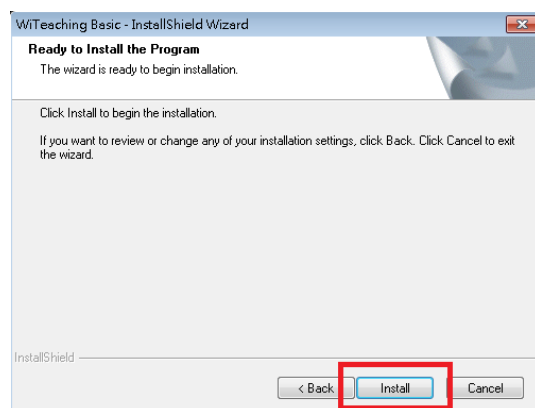 WiTeaching Basic - InstallShield Wizard
Ready to Install the Program
The wizard is ready to begin installation.
Click Install to begin the installation.
If you want to review or change any of your installation settings, click Back. Click Cancel to exit
the wizard.
InstallShield
< Back Install Cancel